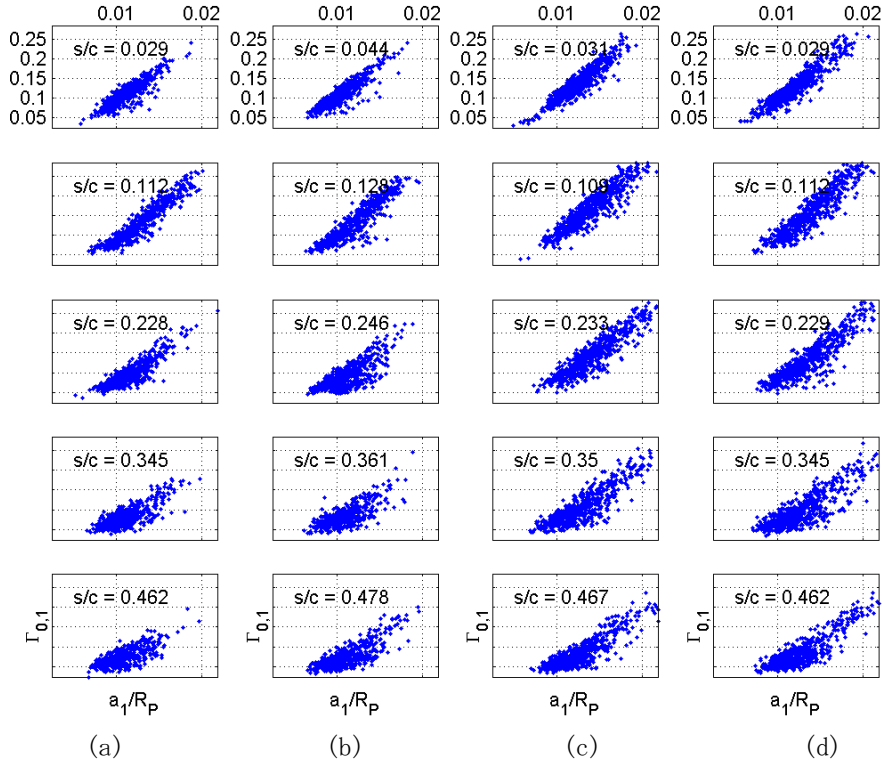 0.01 0.02 0.01 0.02 0.01 0.02 0.01 0.02
0.25 0.25 0.25 0.25
s/c = 0.029 s/c = 0.044 s/c = 0.031 s/c = 0.029
0.2 0.2 0.2 0.2
0.15 0.15 0.15 0.15
0.1 0.1 0.1 0.1
0.05 0.05 0.05 0.05
s/c = 0.112 s/c = 0.128 s/c = 0.109 s/c = 0.112
s/c = 0.228 s/c = 0.246 s/c = 0.233 s/c = 0.229
s/c = 0.345 s/c = 0.361 s/c = 0.35 s/c = 0.345
s/c = 0.462 s/c = 0.478 s/c = 0.467 s/c = 0.462
Γ0,1 Γ0,1 Γ0,1 Γ0,1
a1/RP a1/RP a1/RP a1/RP
(a) (b) (c) (d)